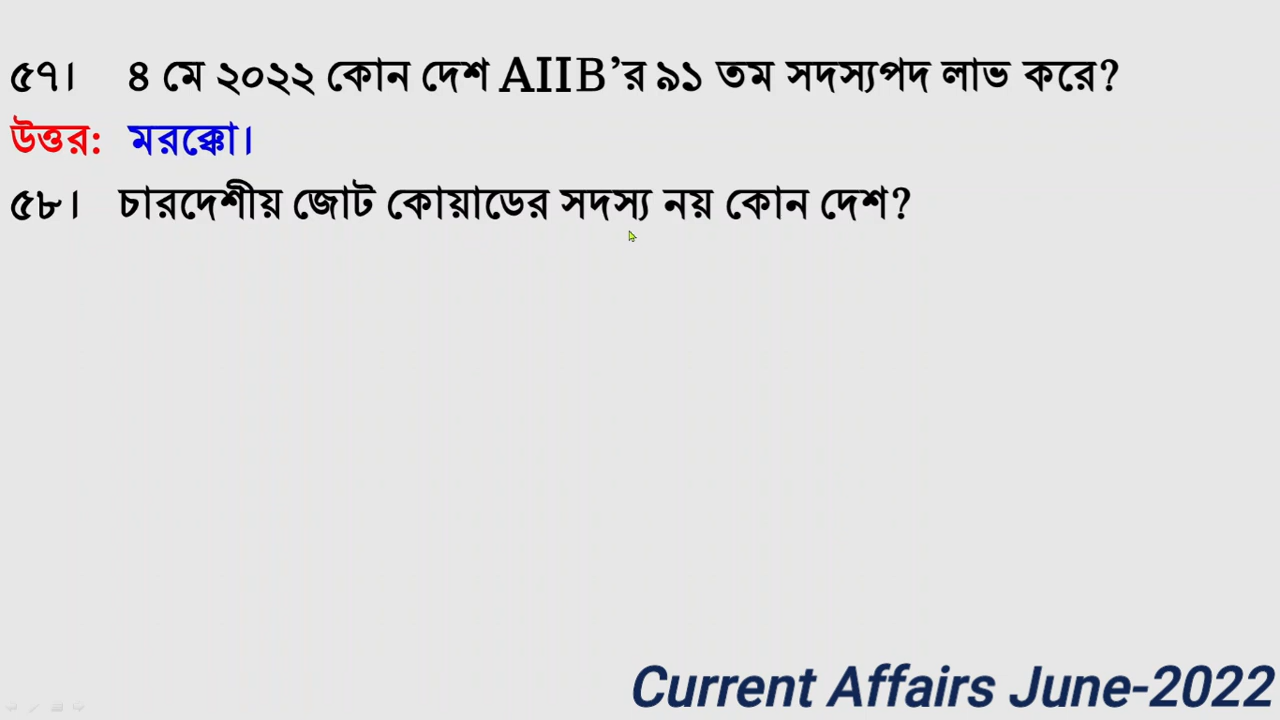 ৫৭। ৪ মে ২০২২ কোন দেশ AIIB’র ৯১ তম সদস্যপদ লাভ করে?
উত্তর: মরক্কো।
৫৮। চারদেশীয় জোট কোয়াডের সদস্য নয় কোন দেশ?
Current Affairs June-2022